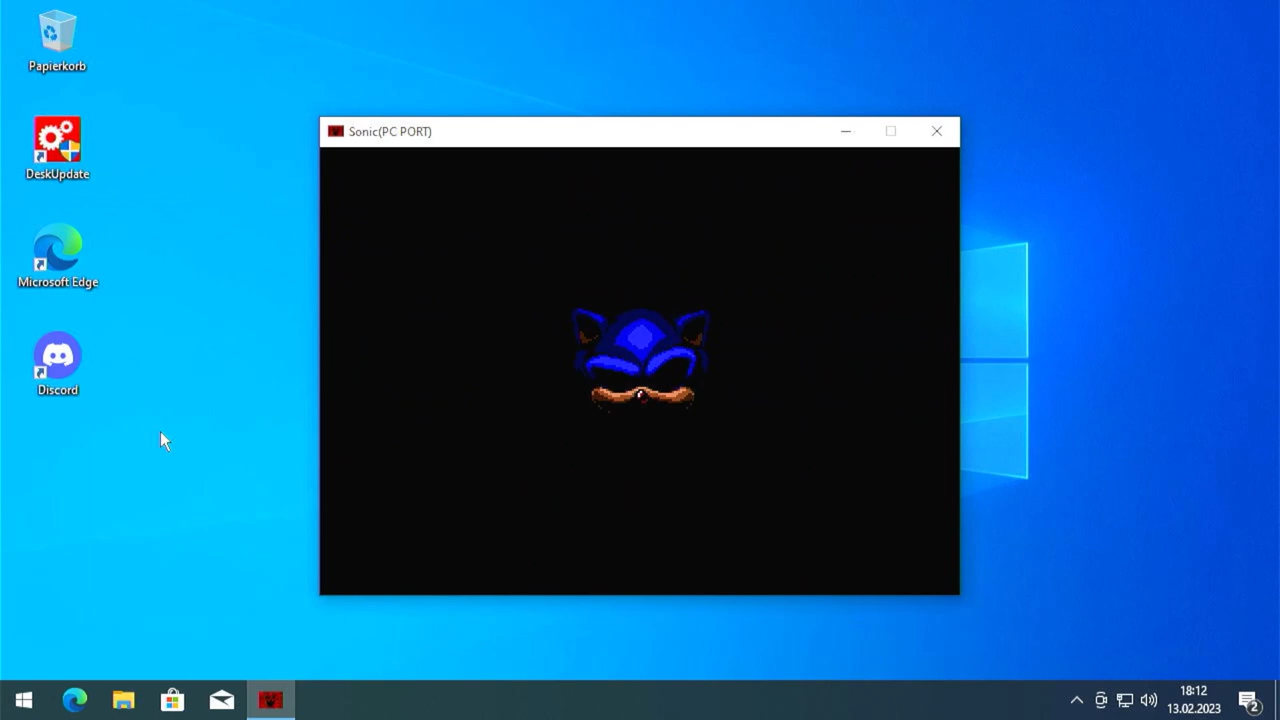 Papierkorb
DeskUpdate
Microsoft Edge
Discord
Sonic(PC PORT)
18:12
13.02.2023
2